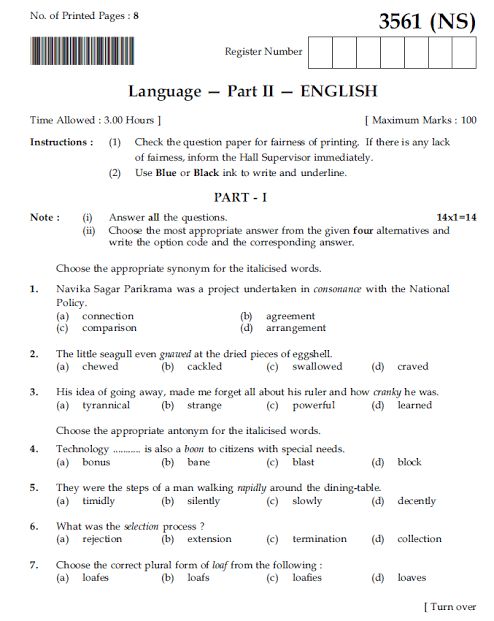 No. of Printed Pages : 8
3561 (NS)
Register Number
Language — Part II — ENGLISH
Time Allowed : 3.00 Hours ] [ Maximum Marks : 100
Instructions : (1) Check the question paper for fairness of printing. If there is any lack
of fairness, inform the Hall Supervisor immediately.
(2) Use Blue or Black ink to write and underline.
PART - I
Note : (i) Answer all the questions. 14x1=14
(ii) Choose the most appropriate answer from the given four alternatives and
write the option code and the corresponding answer.
Choose the appropriate synonym for the italicised words.
1. Navika Sagar Parikrama was a project undertaken in consonance with the National
Policy.
(a) connection (b) agreement
(c) comparison (d) arrangement
2. The little seagull even gnawed at the dried pieces of eggshell.
(a) chewed (b) cackled (c) swallowed (d) craved
3. His idea of going away, made me forget all about his ruler and how cranky he was.
(a) tyrannical (b) strange (c) powerful (d) learned
Choose the appropriate antonym for the italicised words.
4. Technology ........... is also a boon to citizens with special needs.
(a) bonus (b) bane (c) blast (d) block
5. They were the steps of a man walking rapidly around the dining-table.
(a) timidly (b) silently (c) slowly (d) decently
6. What was the selection process ?
(a) rejection (b) extension (c) termination (d) collection
7. Choose the correct plural form of loaf from the following :
(a) loafes (b) loafs (c) loafies (d) loaves
[ Turn over